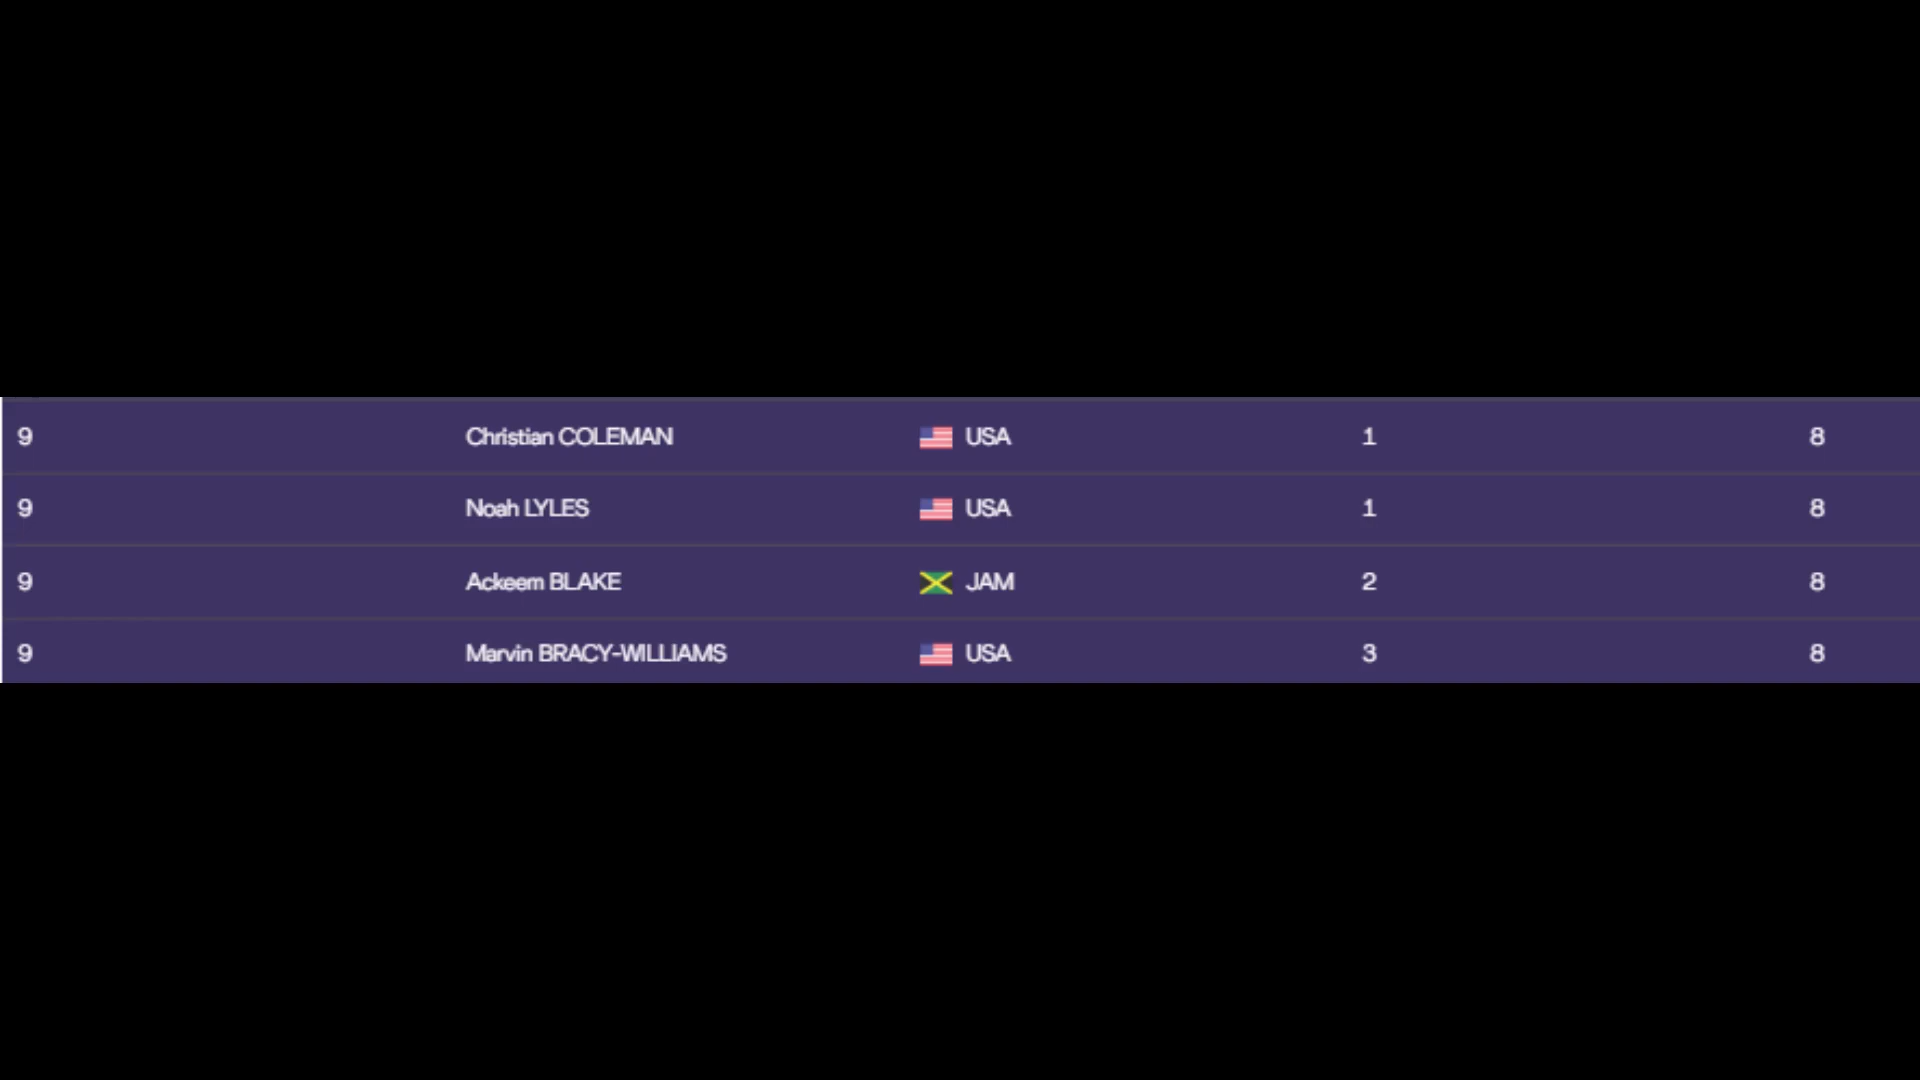 9 Christian COLEMAN USA 1 8
9 Noah LYLES USA 1 8
9 Ackeem BLAKE JAM 2 8
9 Marvin BRACY-WILLIAMS USA 3 8